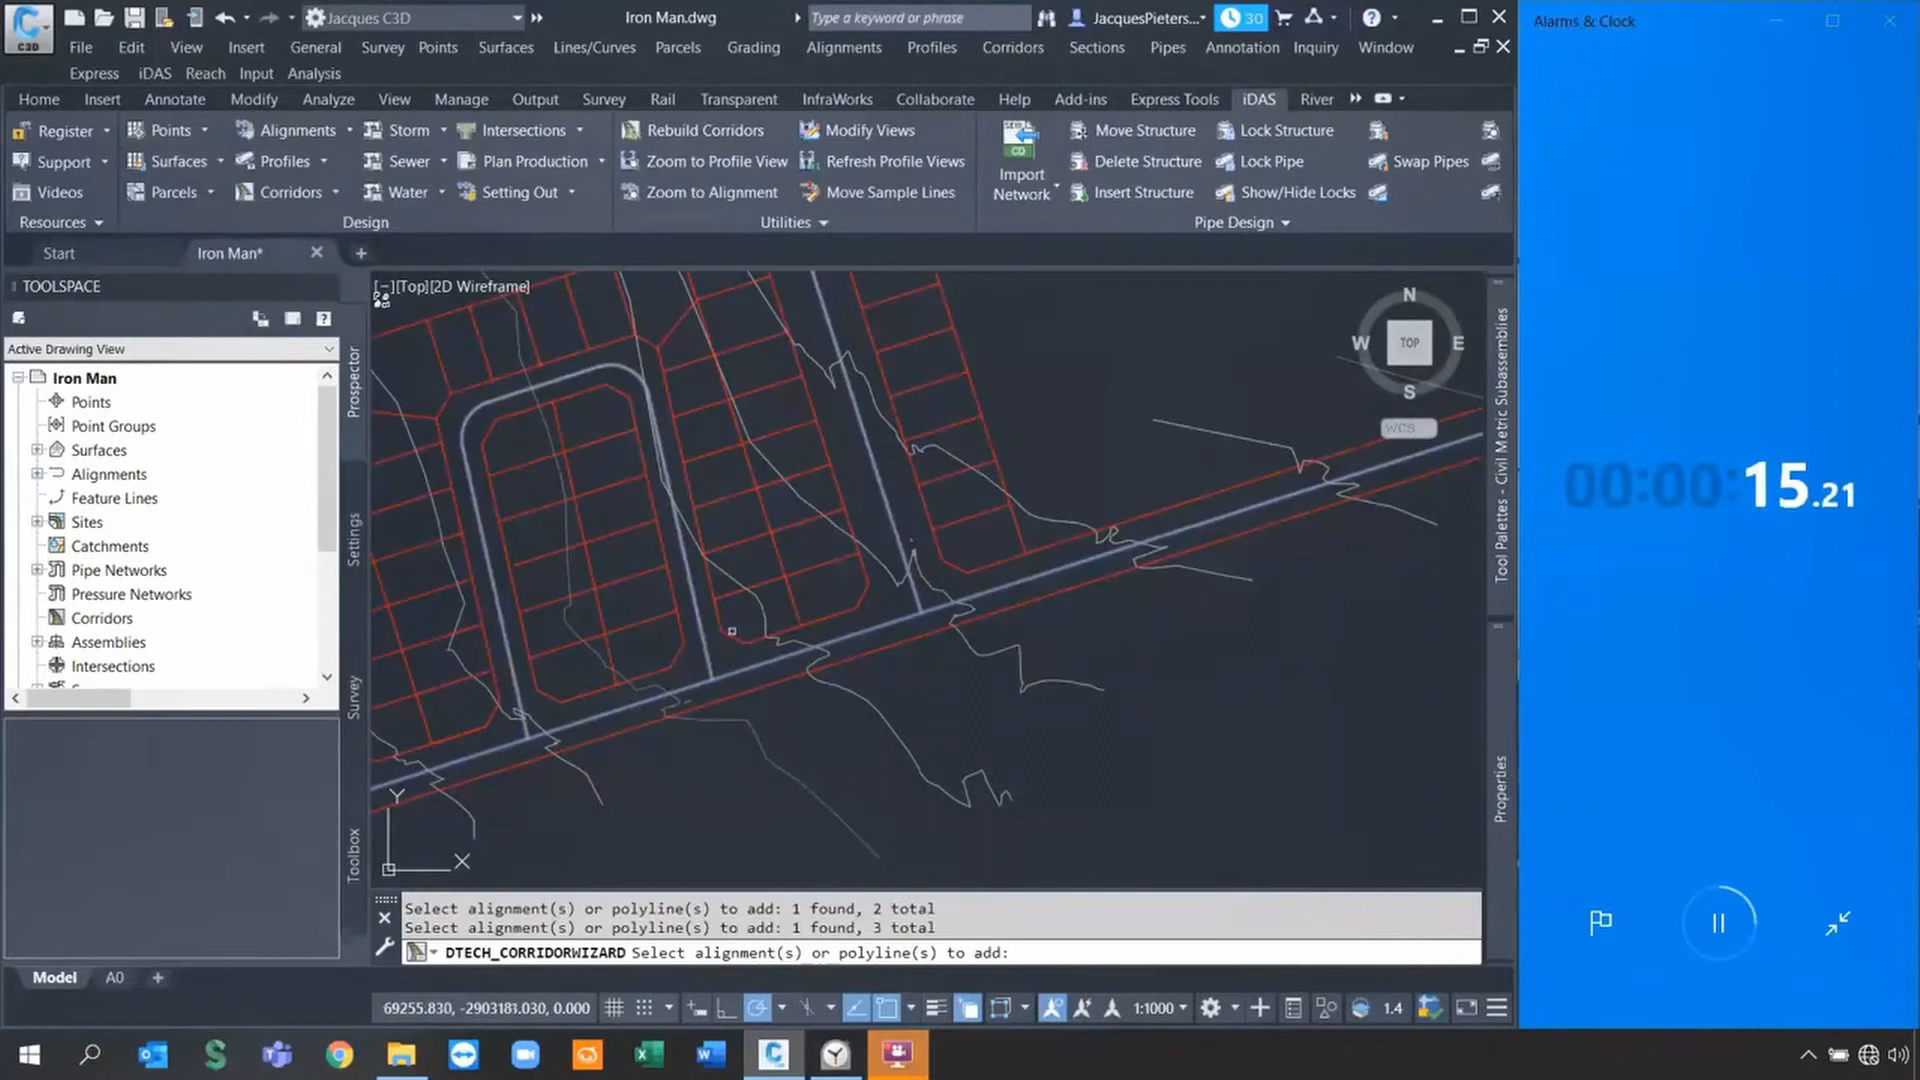 C3D
Jacques C3D
Iron Man.dwg
Type a keyword or phrase
JacquesPieters...
30
Alarms & Clock
File Edit View Insert General Survey Points Surfaces Lines/Curves Parcels Grading Alignments Profiles Corridors Sections Pipes Annotation Inquiry Window
Express iDAS Reach Input Analysis
Home Insert Annotate Modify Analyze View Manage Output Survey Rail Transparent InfraWorks Collaborate Help Add-ins Express Tools iDAS River
Register Points Alignments Storm Intersections Rebuild Corridors Modify Views Move Structure Lock Structure
Support Surfaces Profiles Sewer Plan Production Zoom to Profile View Refresh Profile Views Delete Structure Lock Pipe Swap Pipes
Import
Network
Videos Parcels Corridors Water Setting Out Zoom to Alignment Move Sample Lines Insert Structure Show/Hide Locks
Resources Design Utilities Pipe Design
Start Iron Man*
TOOLSPACE
[−][Top][2D Wireframe]
Active Drawing View
Iron Man
Points
Point Groups
Surfaces
Alignments
Feature Lines
Sites
Catchments
Pipe Networks
Pressure Networks
Corridors
Assemblies
Intersections
Prospector
Settings
Survey
Toolbox
N
W TOP E
S
WCS
Tool Palettes - Civil Metric Subassemblies
Properties
00:00:15.21
Y
X
Select alignment(s) or polyline(s) to add: 1 found, 2 total
Select alignment(s) or polyline(s) to add: 1 found, 3 total
DTECH_CORRIDORWIZARD Select alignment(s) or polyline(s) to add:
Model A0
69255.830, -2903181.030, 0.000
1:1000
1.4